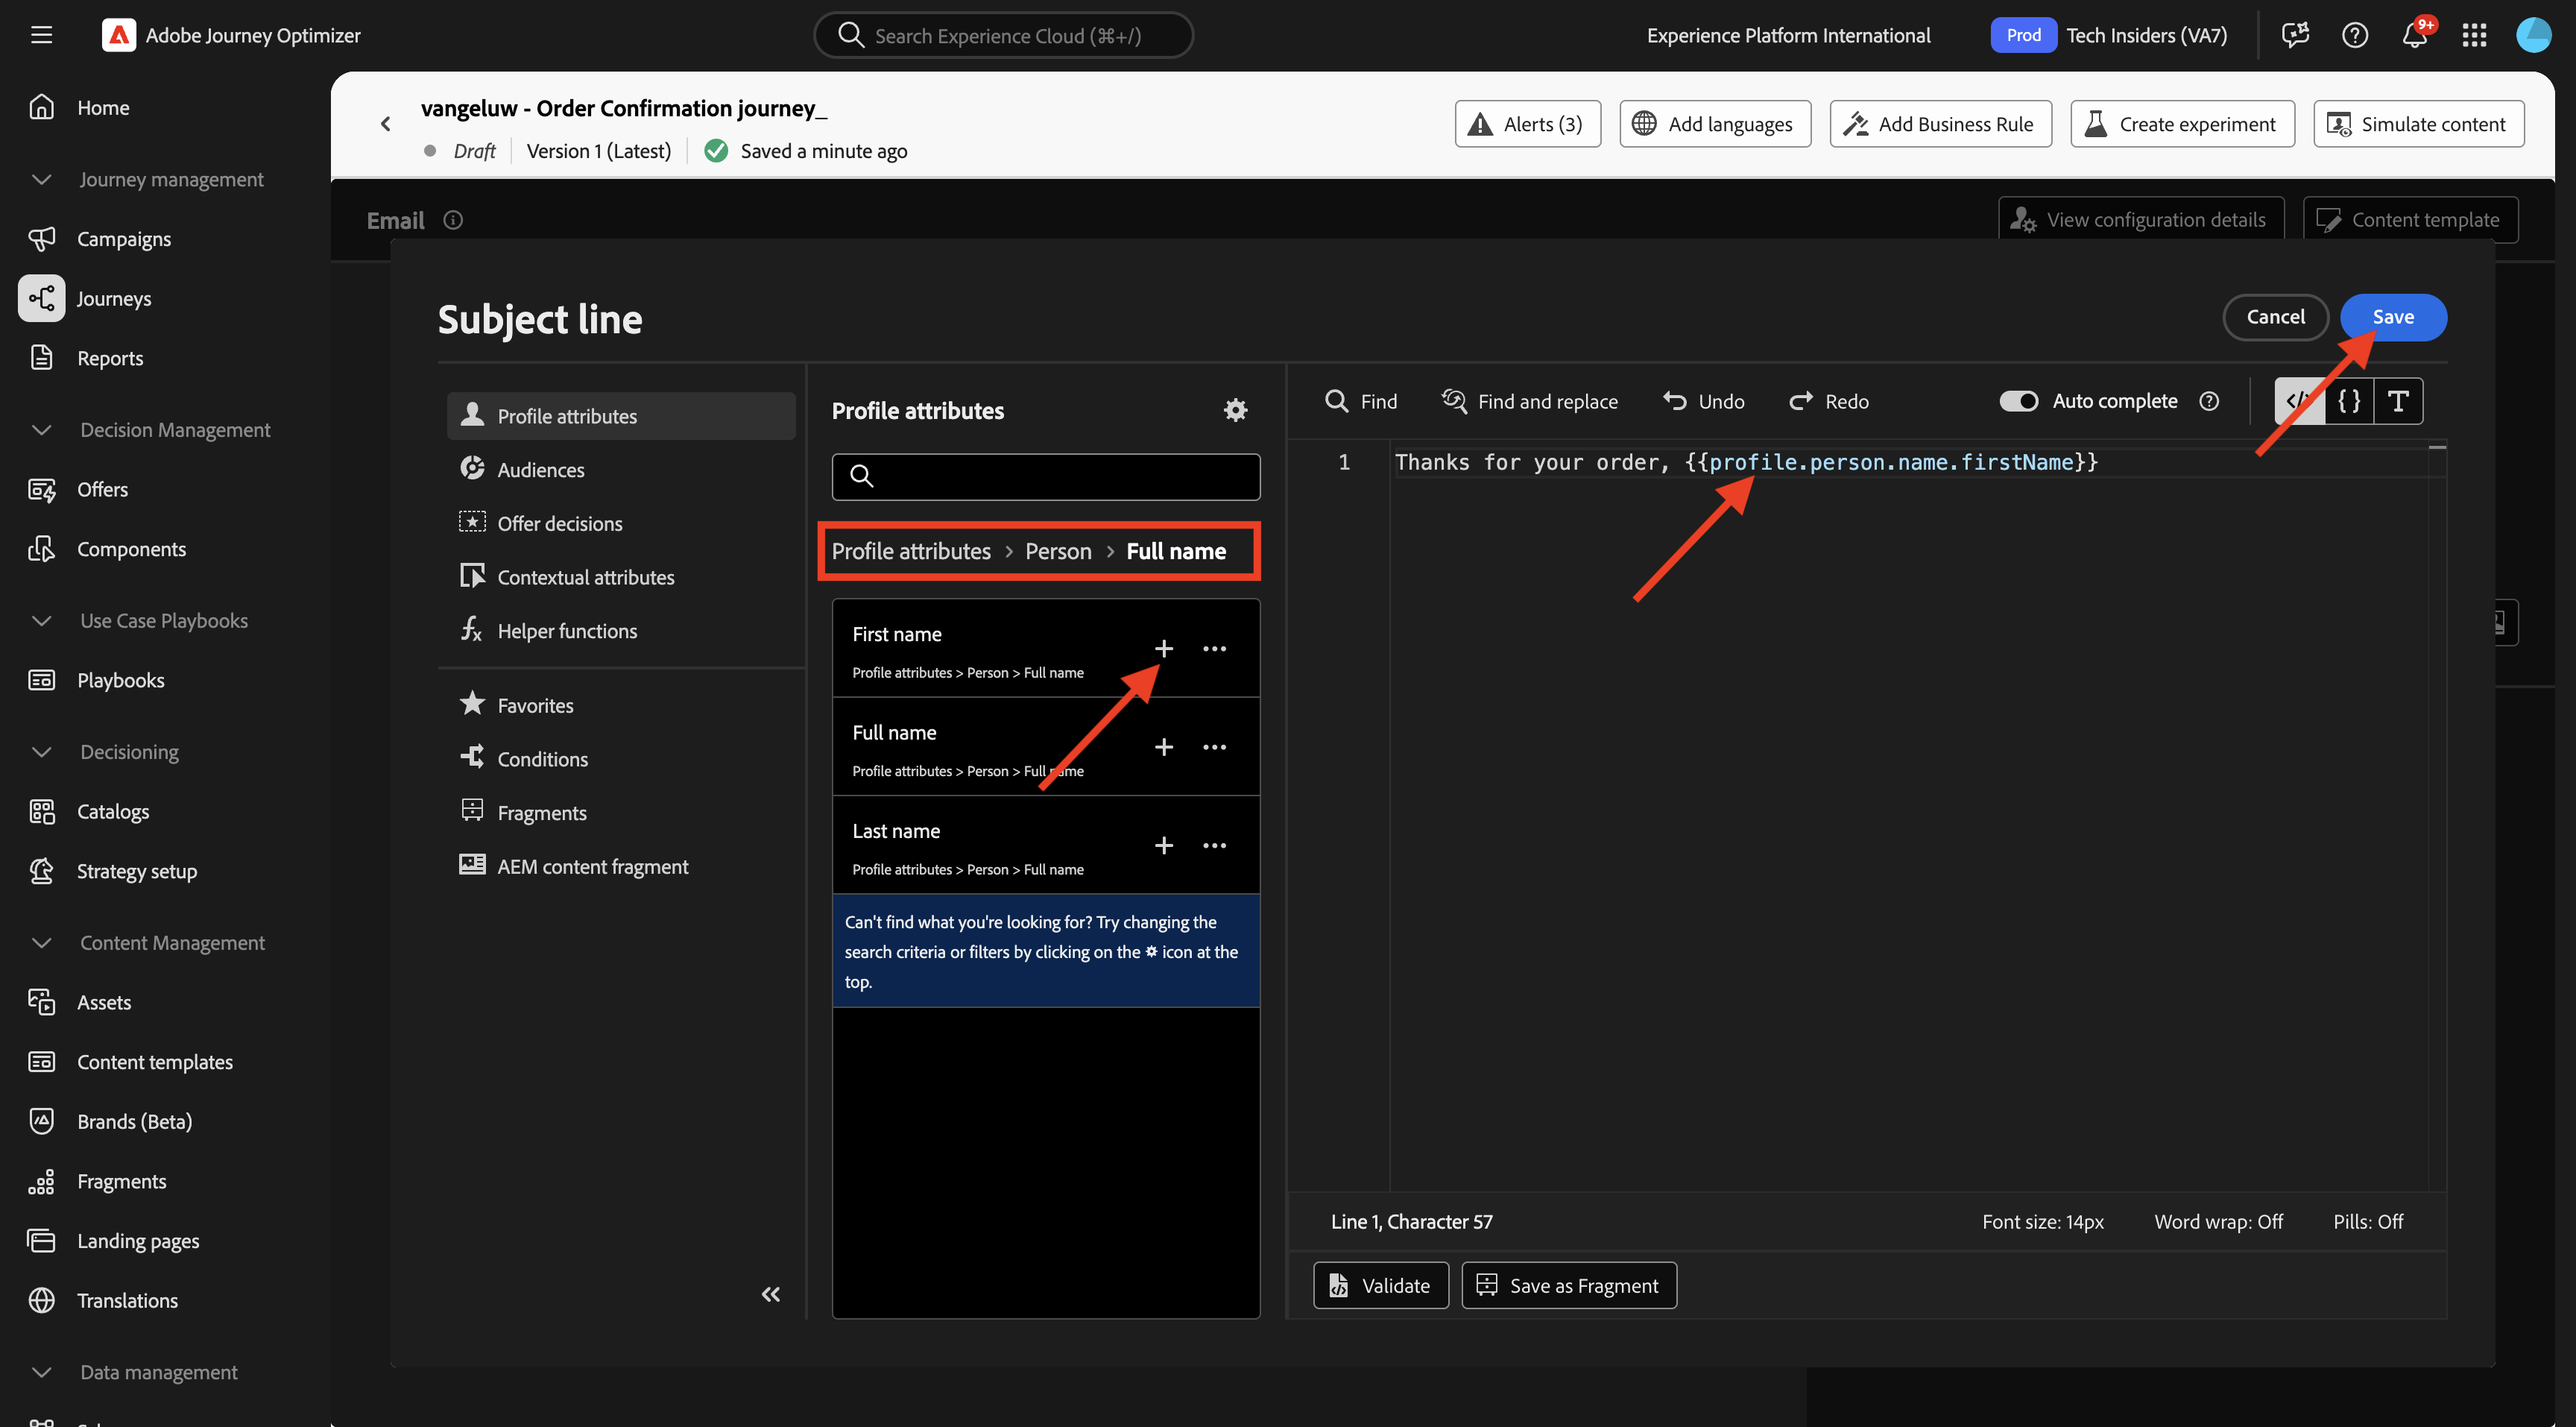 Adobe Journey Optimizer
Search Experience Cloud (⌘+/)
Experience Platform International
Prod
Tech Insiders (VA7)
9+
Home
Journey management
Campaigns
Journeys
Reports
Decision Management
Offers
Components
Use Case Playbooks
Playbooks
Decisioning
Catalogs
Strategy setup
Content Management
Assets
Content templates
Brands (Beta)
Fragments
Landing pages
Translations
Data management
vangeluw - Order Confirmation journey_
Draft
Version 1 (Latest)
Saved a minute ago
Alerts (3)
Add languages
Add Business Rule
Create experiment
Simulate content
Email
View configuration details
Content template
Subject line
Cancel
Save
Profile attributes
Audiences
Offer decisions
Contextual attributes
Helper functions
Favorites
Conditions
Fragments
AEM content fragment
Profile attributes
Profile attributes > Person > Full name
First name
Profile attributes > Person > Full name
Full name
Profile attributes > Person > Full name
Last name
Profile attributes > Person > Full name
Can't find what you're looking for? Try changing the
search criteria or filters by clicking on the icon at the
top.
Find
Find and replace
Undo
Redo
Auto complete
1
Thanks for your order, {{profile.person.name.firstName}}
Line 1, Character 57
Font size: 14px
Word wrap: Off
Pills: Off
Validate
Save as Fragment